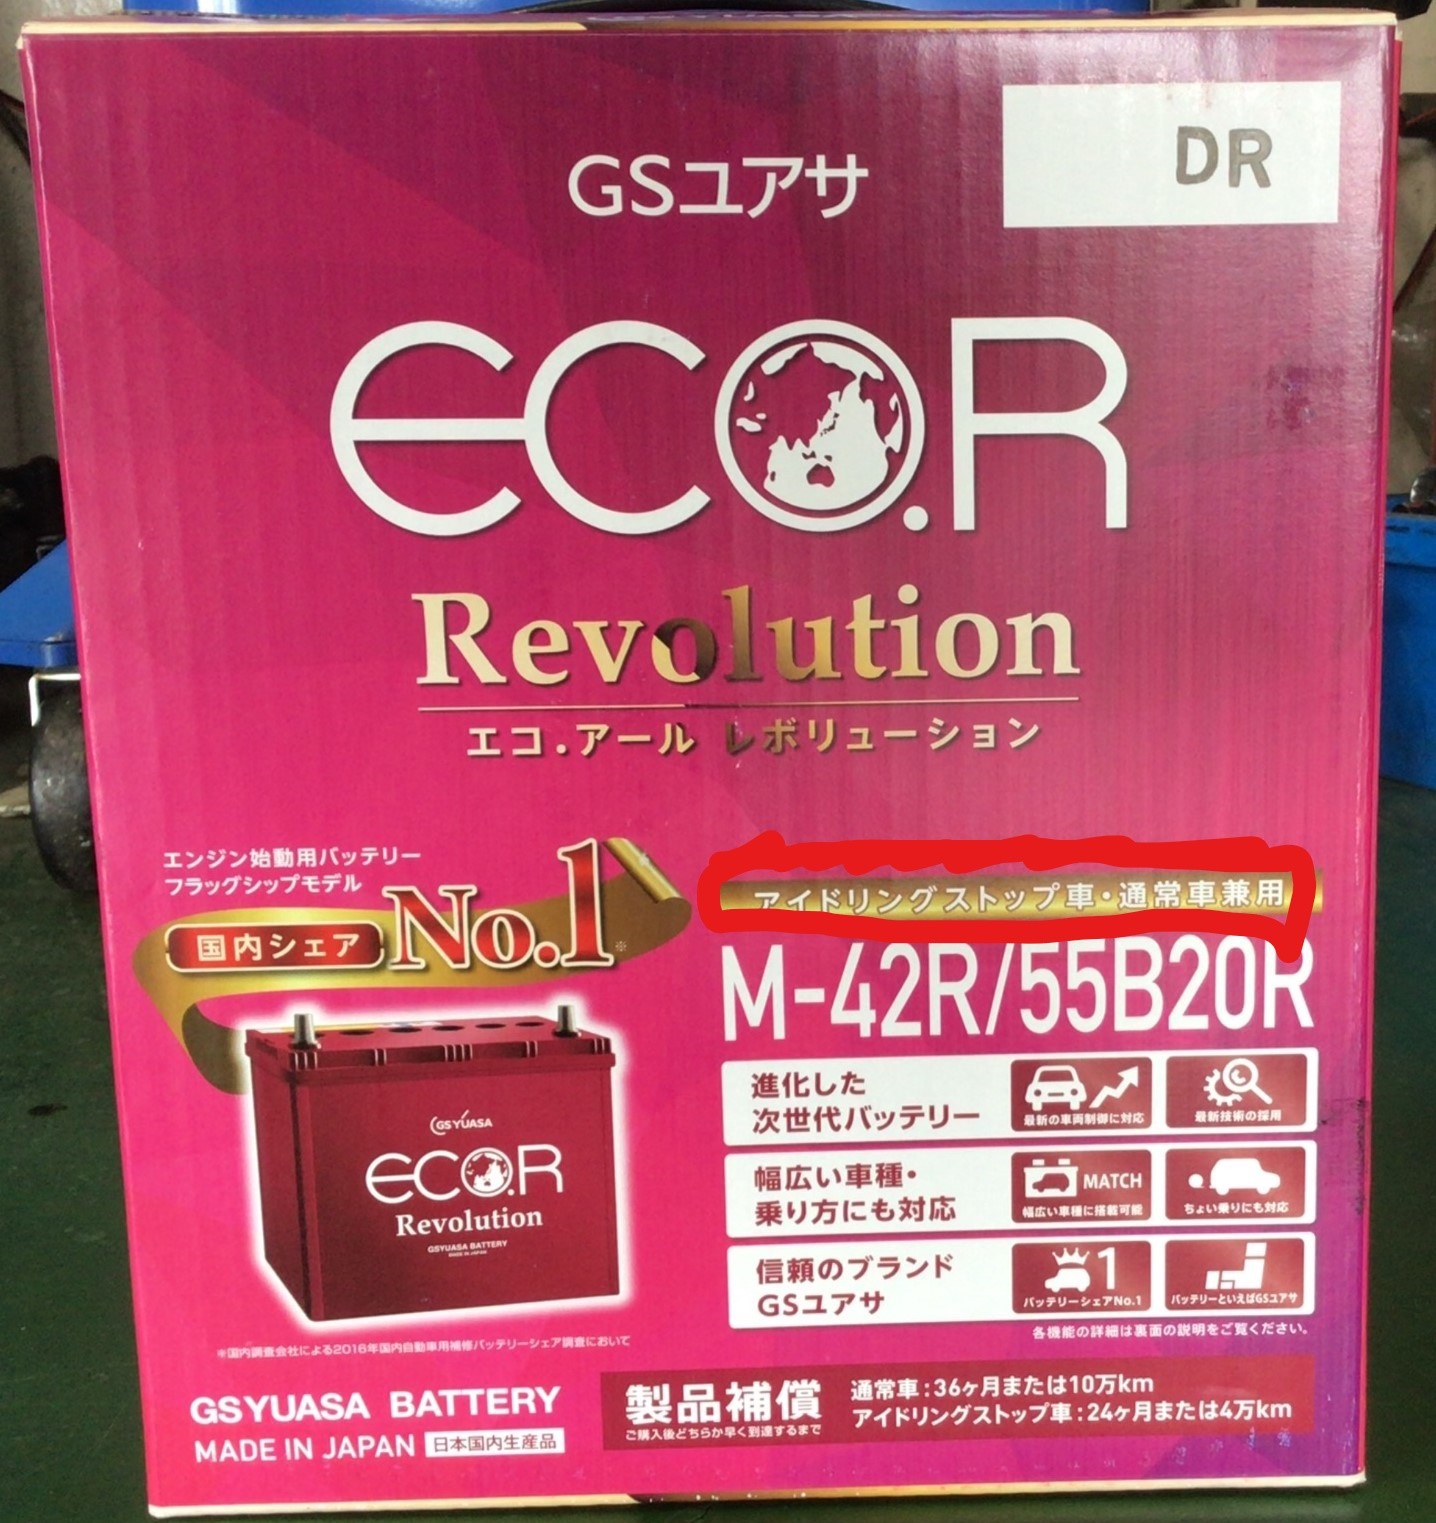 DR
GSユアサ
ECO.R
Revolution
エコ.アール レボリューション
エンジン始動用バッテリー
フラッグシップモデル
国内シェア No.1※
アイドリングストップ車・通常車兼用
M-42R/55B20R
進化した
次世代バッテリー
最新の車両制御に対応
最新技術の採用
幅広い車種・
乗り方にも対応
MATCH
幅広い車種に搭載可能
ちょい乗りにも対応
信頼のブランド
GSユアサ
1
バッテリーシェアNo.1
バッテリーといえばGSユアサ
各機能の詳細は裏面の説明をご覧ください。
GS YUASA
ECO.R
Revolution
GSYUASA BATTERY
MADE IN JAPAN
※国内調査会社による2016年国内自動車用補修バッテリーシェア調査において
GSYUASA BATTERY
MADE IN JAPAN 日本国内生産品
製品補償
ご購入後どちらか早く到達するまで
通常車:36ヶ月または10万km
アイドリングストップ車:24ヶ月または4万km